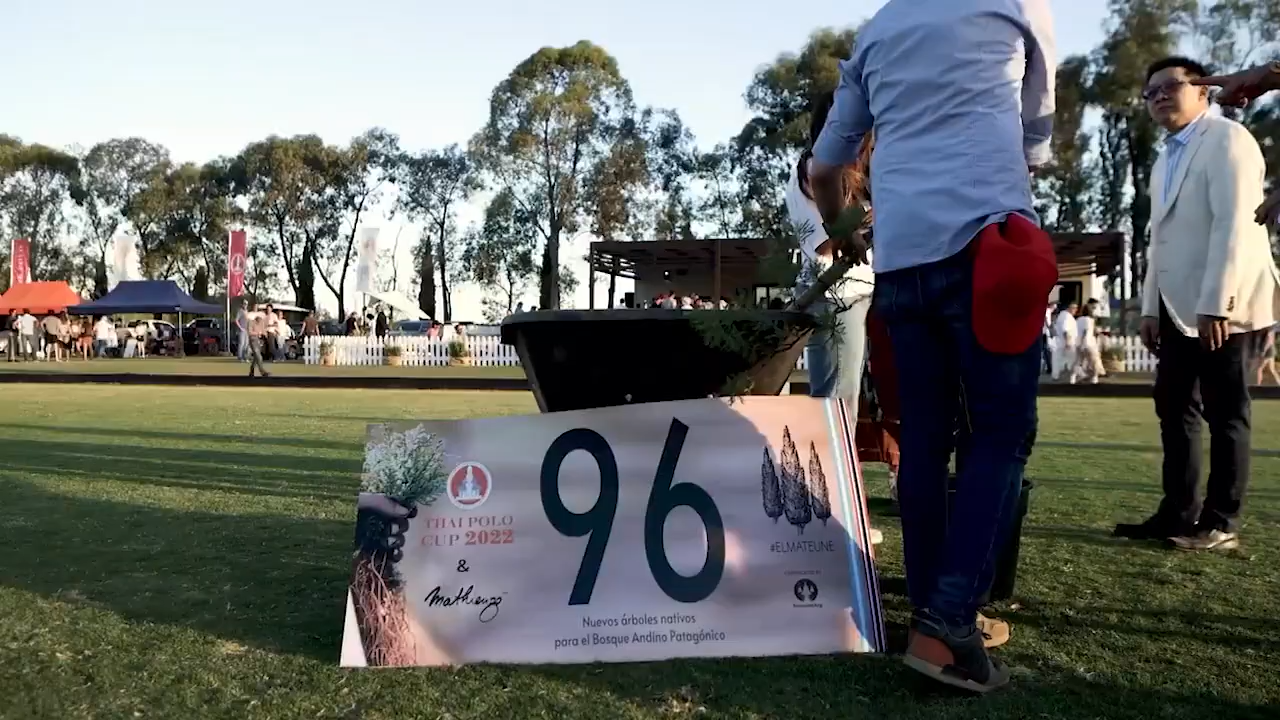 THAI POLO
CUP 2022
&
Mathienzo
96
Nuevos árboles nativos
para el Bosque Andino Patagónico
#ELMATEUNE